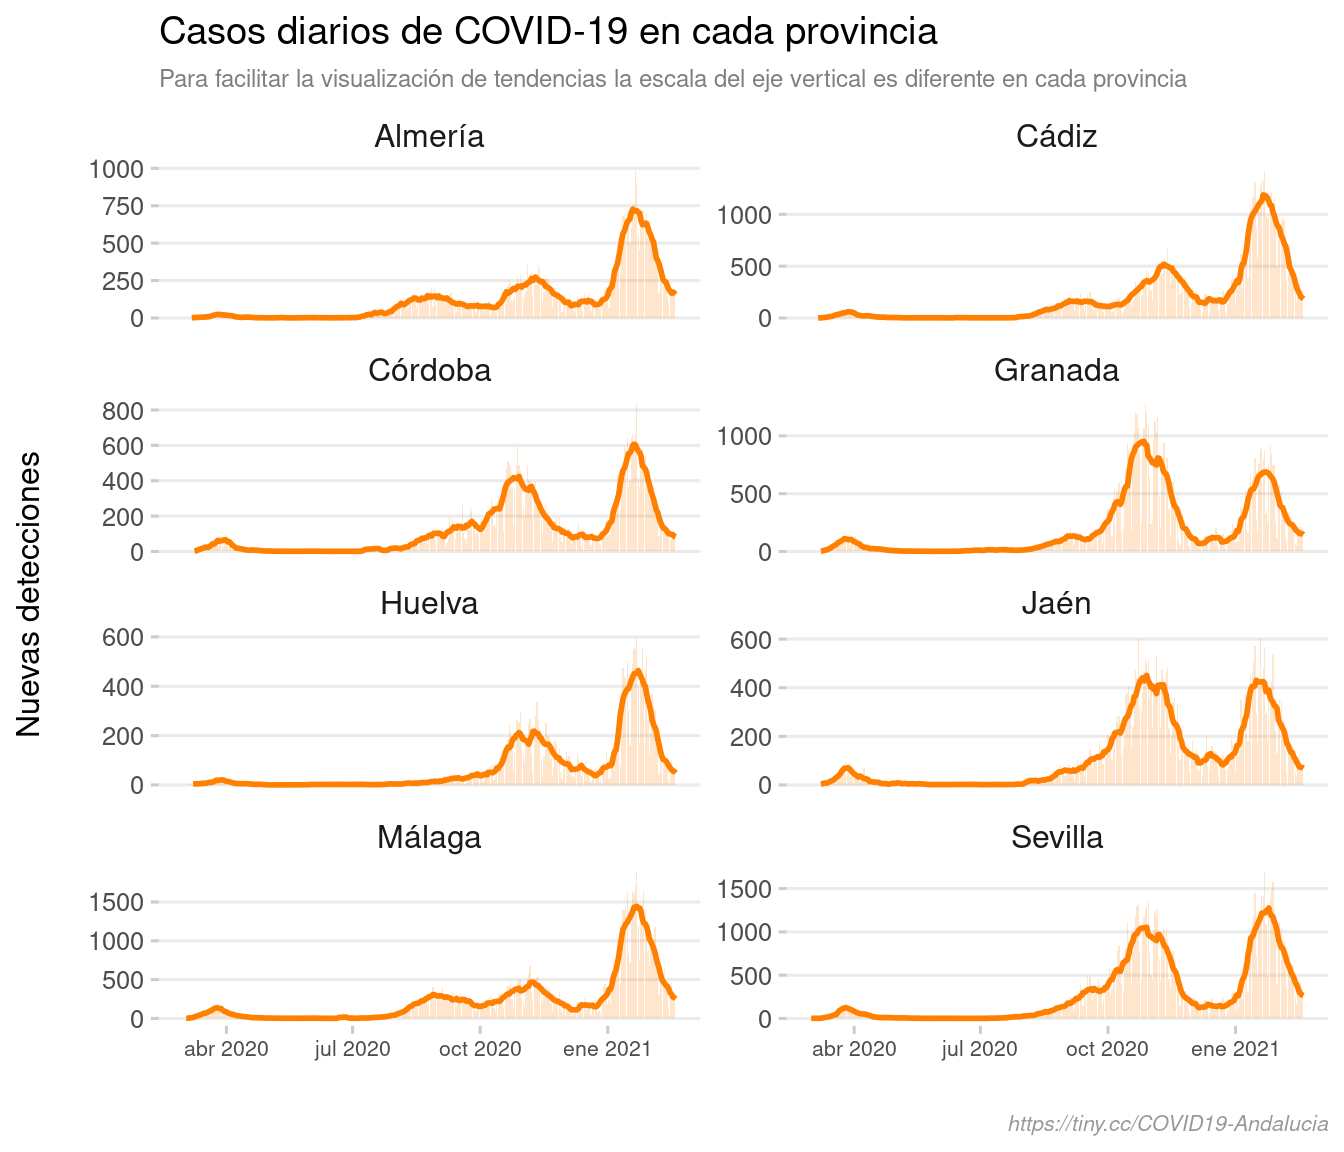 Casos diarios de COVID-19 en cada provincia
Para facilitar la visualización de tendencias la escala del eje vertical es diferente en cada provincia
Nuevas detecciones
Almería
1000
750
500
250
0
Cádiz
1000
500
0
Córdoba
800
600
400
200
0
Granada
1000
500
0
Huelva
600
400
200
0
Jaén
600
400
200
0
Málaga
1500
1000
500
0
abr 2020 jul 2020 oct 2020 ene 2021
Sevilla
1500
1000
500
0
abr 2020 jul 2020 oct 2020 ene 2021
https://tiny.cc/COVID19-Andalucia